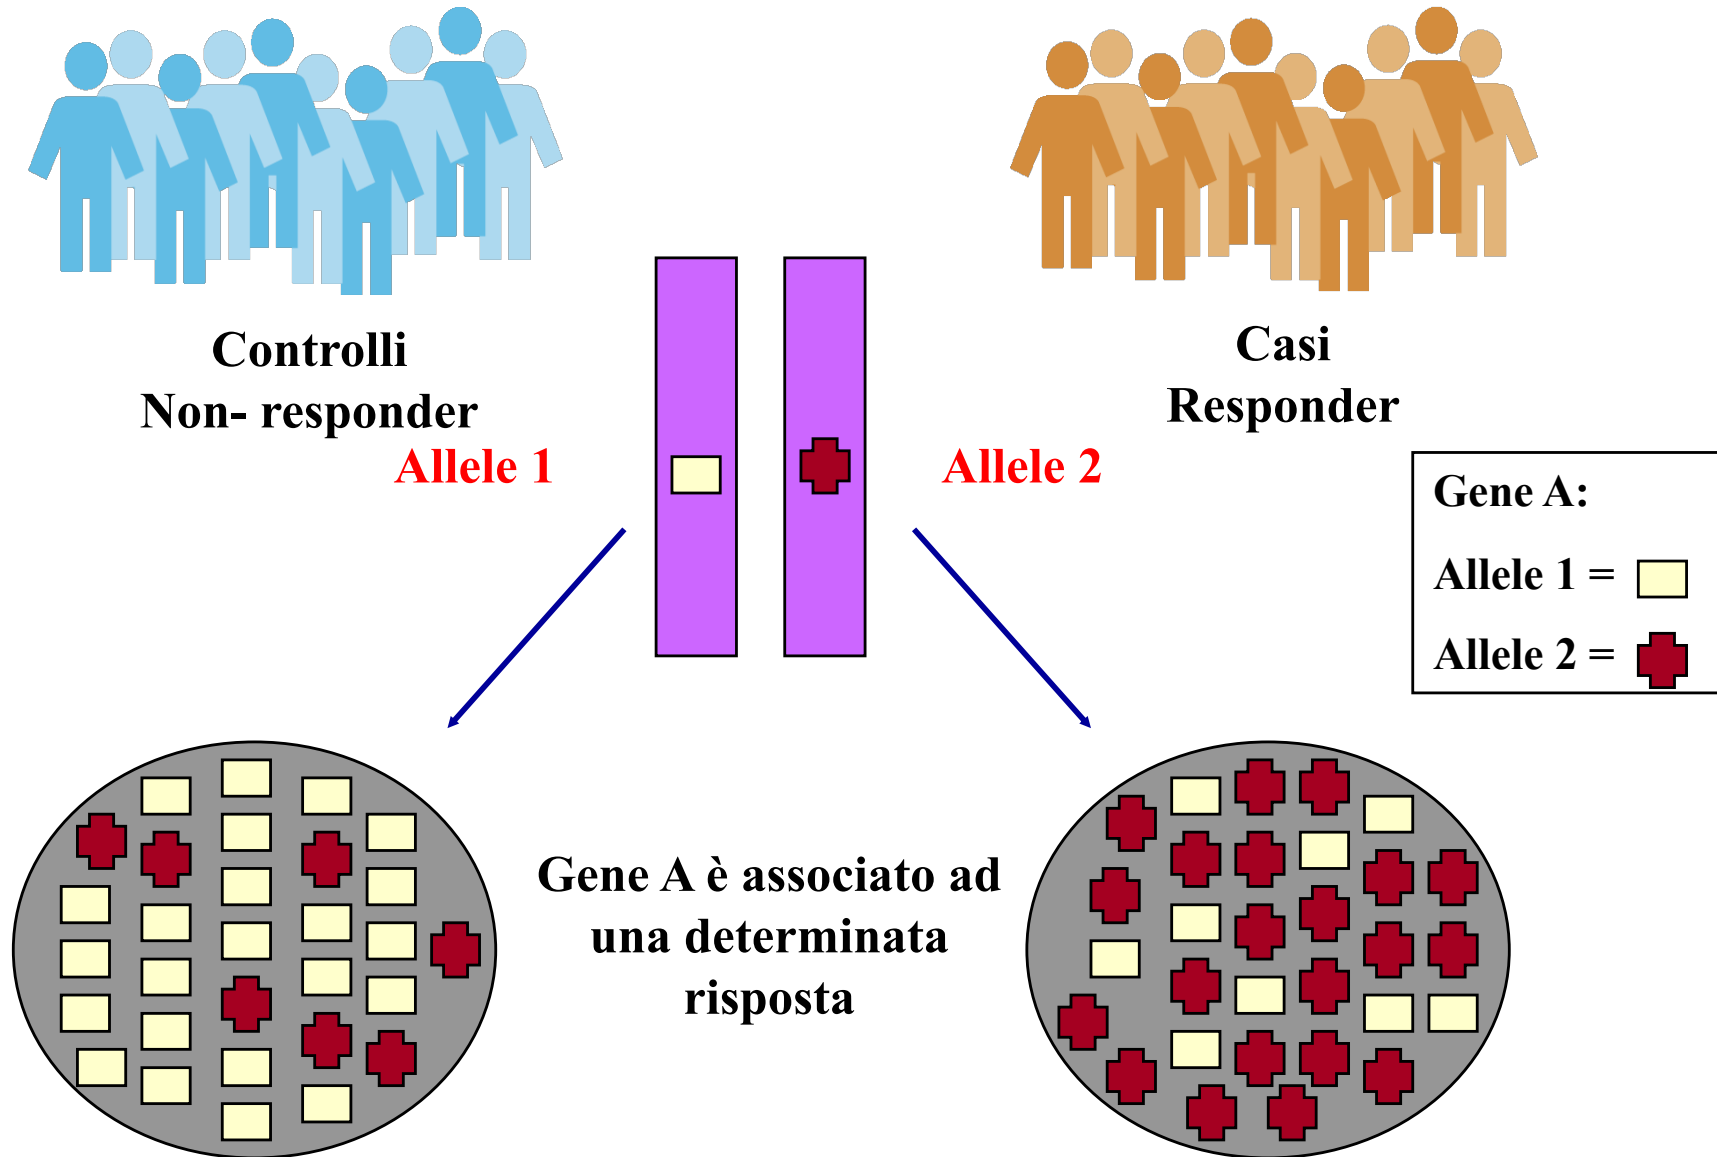 Controlli
Non- responder
Casi
Responder
Allele 1
Allele 2
Gene A:
Allele 1 =
Allele 2 =
Gene A è associato ad
una determinata
risposta